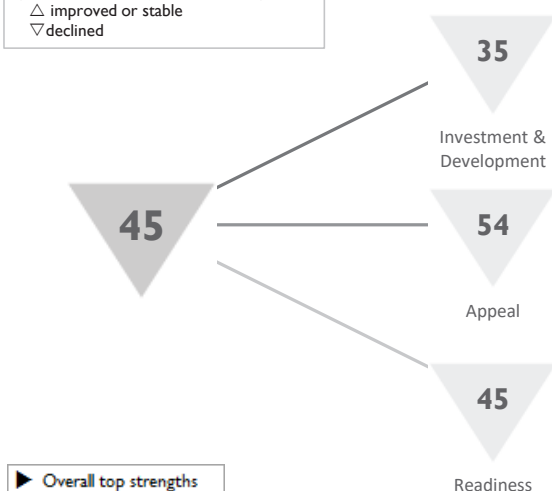 △ improved or stable
▽ declined
35
Investment &
Development
45
54
Appeal
45
Readiness
▶ Overall top strengths